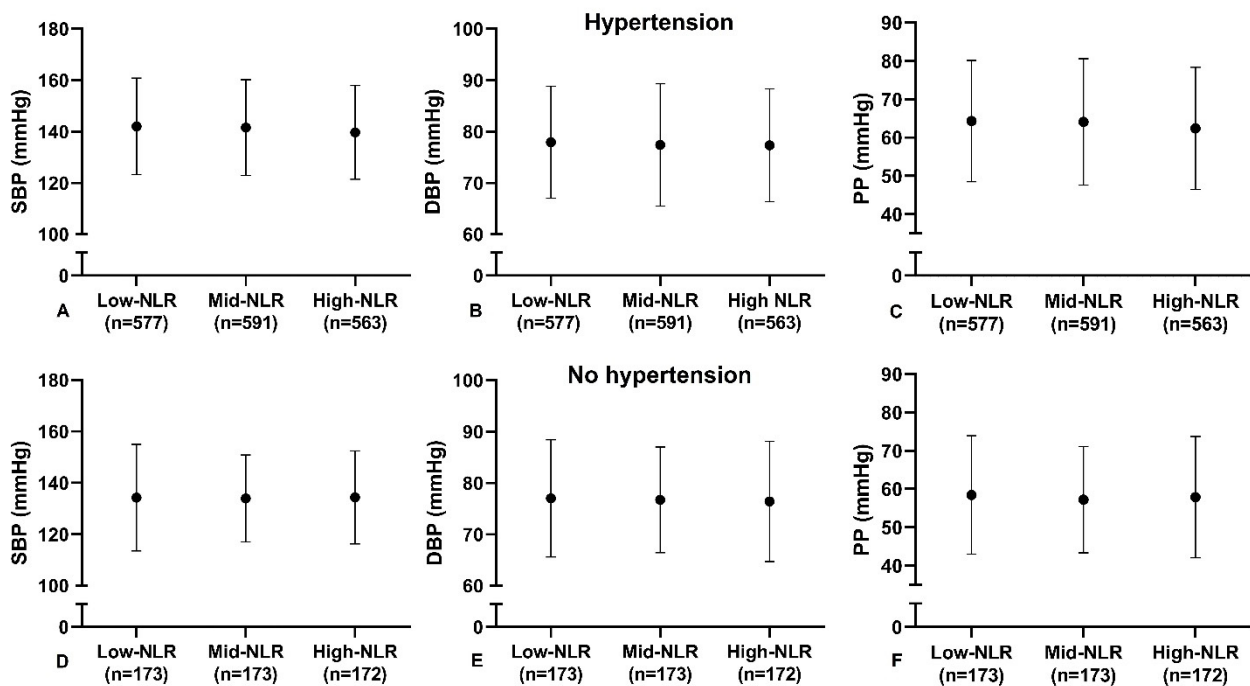 Hypertension
SBP (mmHg)
180
160
140
120
100
0
Low-NLR
(n=577)
Mid-NLR
(n=591)
High-NLR
(n=563)
A
DBP (mmHg)
100
90
80
70
60
0
Low-NLR
(n=577)
Mid-NLR
(n=591)
High NLR
(n=563)
B
PP (mmHg)
90
80
70
60
50
40
0
Low-NLR
(n=577)
Mid-NLR
(n=591)
High-NLR
(n=563)
C
No hypertension
SBP (mmHg)
180
160
140
120
100
0
Low-NLR
(n=173)
Mid-NLR
(n=173)
High-NLR
(n=172)
D
DBP (mmHg)
100
90
80
70
60
0
Low-NLR
(n=173)
Mid-NLR
(n=173)
High-NLR
(n=172)
E
PP (mmHg)
90
80
70
60
50
40
0
Low-NLR
(n=173)
Mid-NLR
(n=173)
High-NLR
(n=172)
F